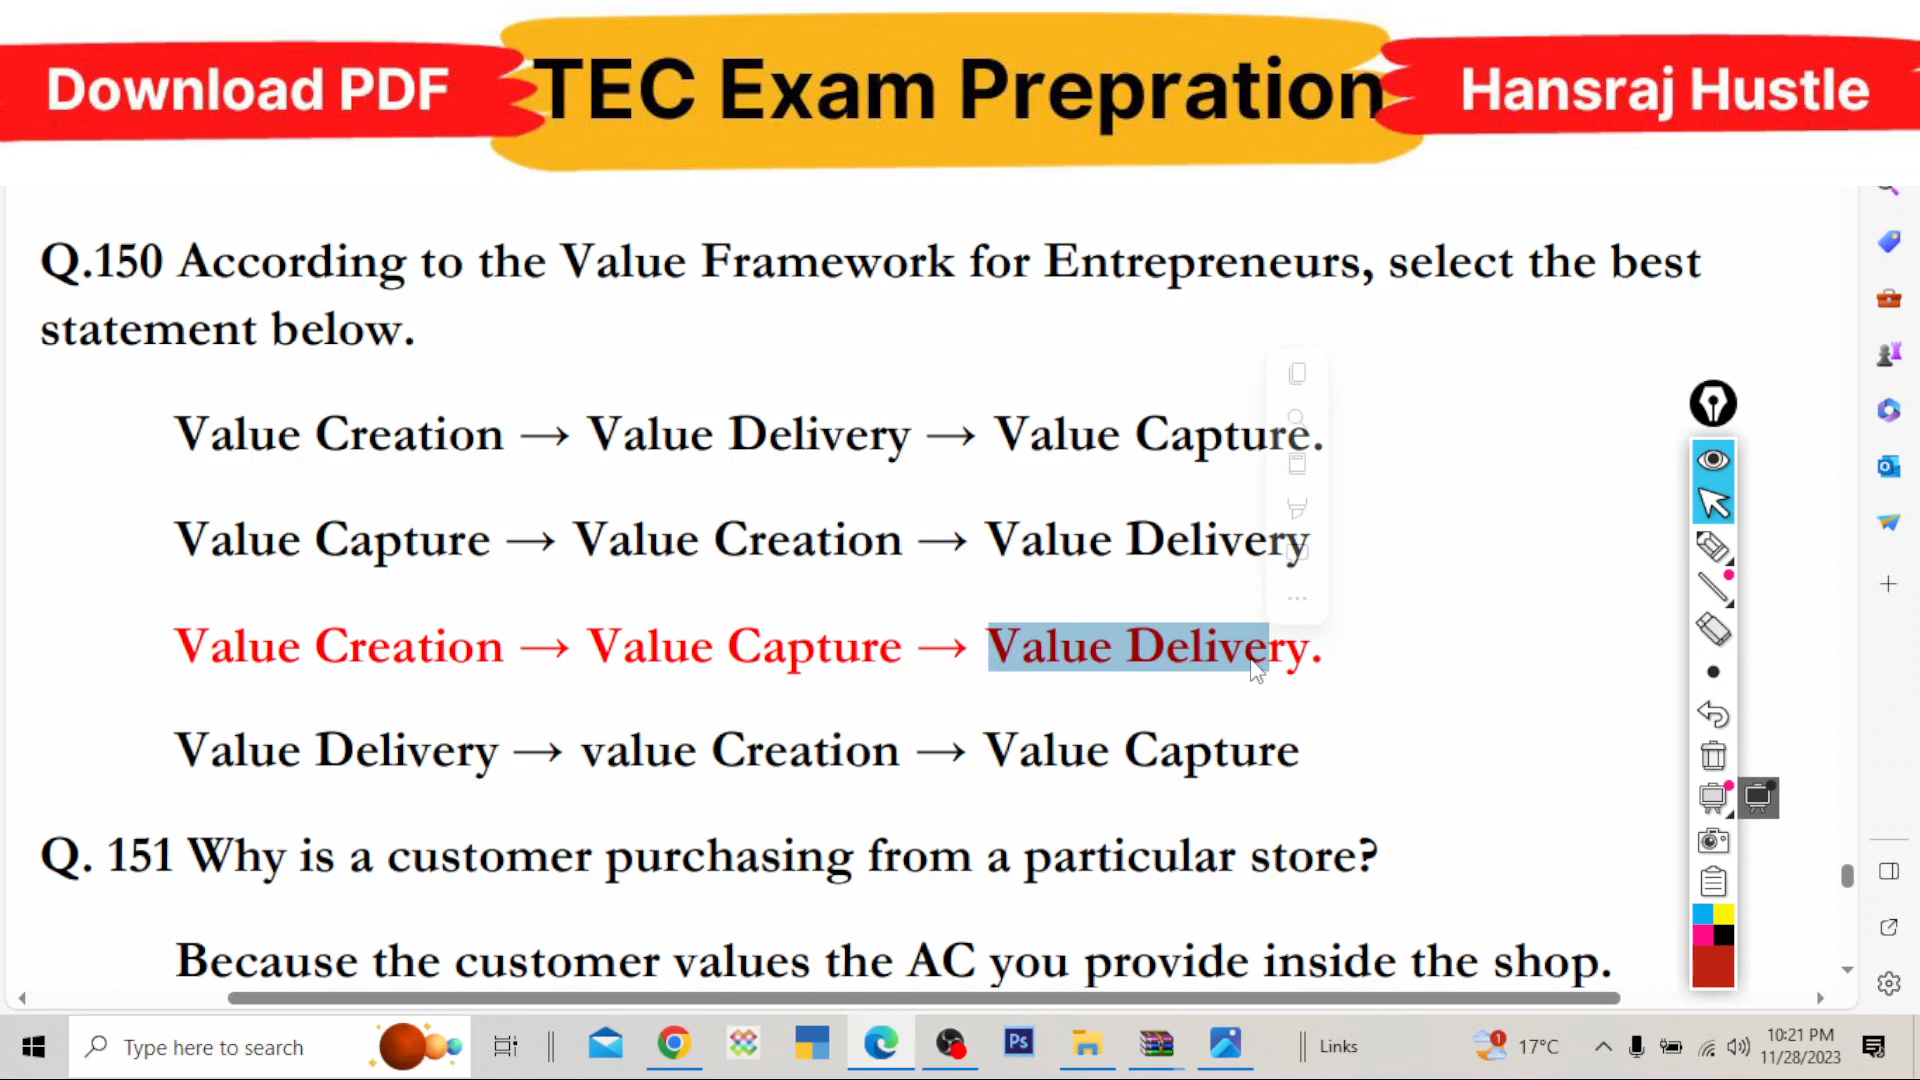 Download PDF
TEC Exam Prepration
Hansraj Hustle
Q.150 According to the Value Framework for Entrepreneurs, select the best
statement below.
Value Creation → Value Delivery → Value Capture.
Value Capture → Value Creation → Value Delivery
Value Creation → Value Capture → Value Delivery.
Value Delivery → value Creation → Value Capture
Q. 151 Why is a customer purchasing from a particular store?
Because the customer values the AC you provide inside the shop.
Type here to search
Ps
Links
1
17°C
10:21 PM
11/28/2023